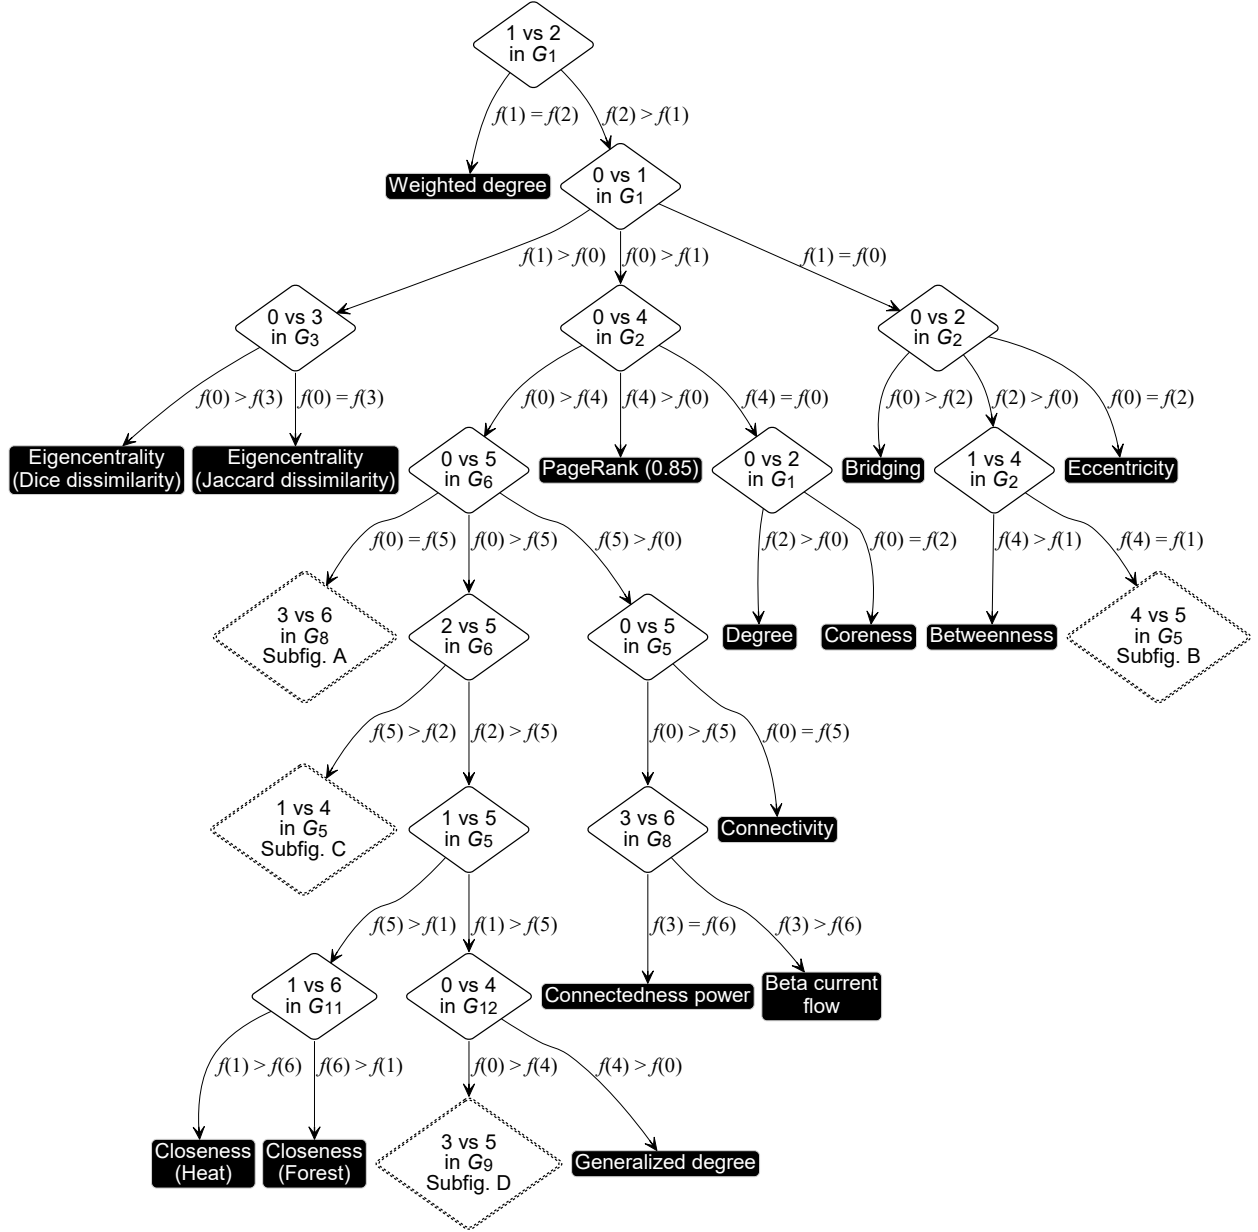 1 vs 2
in G1
f(1) = f(2)
f(2) > f(1)
Weighted degree
0 vs 1
in G1
f(1) > f(0)
f(0) > f(1)
f(1) = f(0)
0 vs 3
in G3
0 vs 4
in G2
0 vs 2
in G2
f(0) > f(3)
f(0) = f(3)
f(0) > f(4)
f(4) > f(0)
f(4) = f(0)
f(0) > f(2)
f(2) > f(0)
f(0) = f(2)
Eigencentrality
(Dice dissimilarity)
Eigencentrality
(Jaccard dissimilarity)
0 vs 5
in G6
PageRank (0.85)
0 vs 2
in G1
Bridging
1 vs 4
in G2
Eccentricity
f(0) = f(5)
f(0) > f(5)
f(5) > f(0)
f(2) > f(0)
f(0) = f(2)
f(4) > f(1)
f(4) = f(1)
3 vs 6
in G8
Subfig. A
2 vs 5
in G6
0 vs 5
in G5
Degree
Coreness
Betweenness
4 vs 5
in G5
Subfig. B
f(5) > f(2)
f(2) > f(5)
f(0) > f(5)
f(0) = f(5)
1 vs 4
in G5
Subfig. C
1 vs 5
in G5
3 vs 6
in G8
Connectivity
f(5) > f(1)
f(1) > f(5)
f(3) = f(6)
f(3) > f(6)
1 vs 6
in G11
0 vs 4
in G12
Connectedness power
Beta current
flow
f(1) > f(6)
f(6) > f(1)
f(0) > f(4)
f(4) > f(0)
Closeness
(Heat)
Closeness
(Forest)
3 vs 5
in G9
Subfig. D
Generalized degree